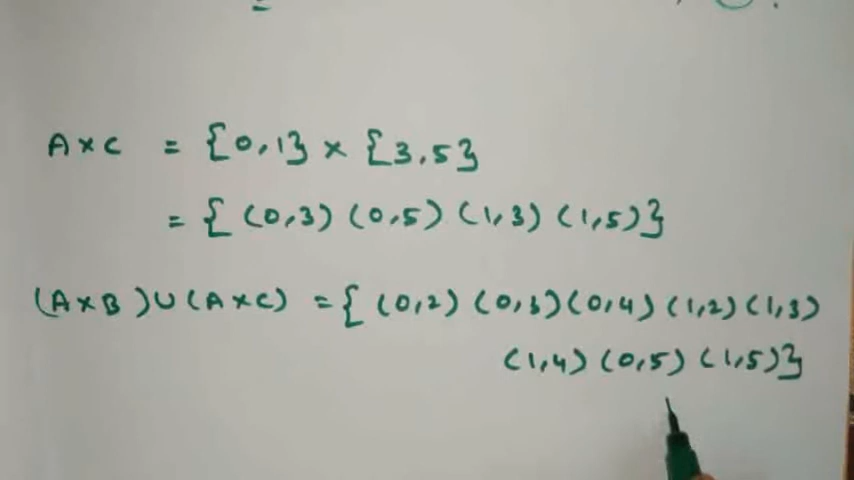 A×C = {0,1} × {3,5}
= { (0,3) (0,5) (1,3) (1,5)}
(A×B)∪(A×C) = { (0,2) (0,3) (0,4) (1,2) (1,3)
(1,4) (0,5) (1,5)}